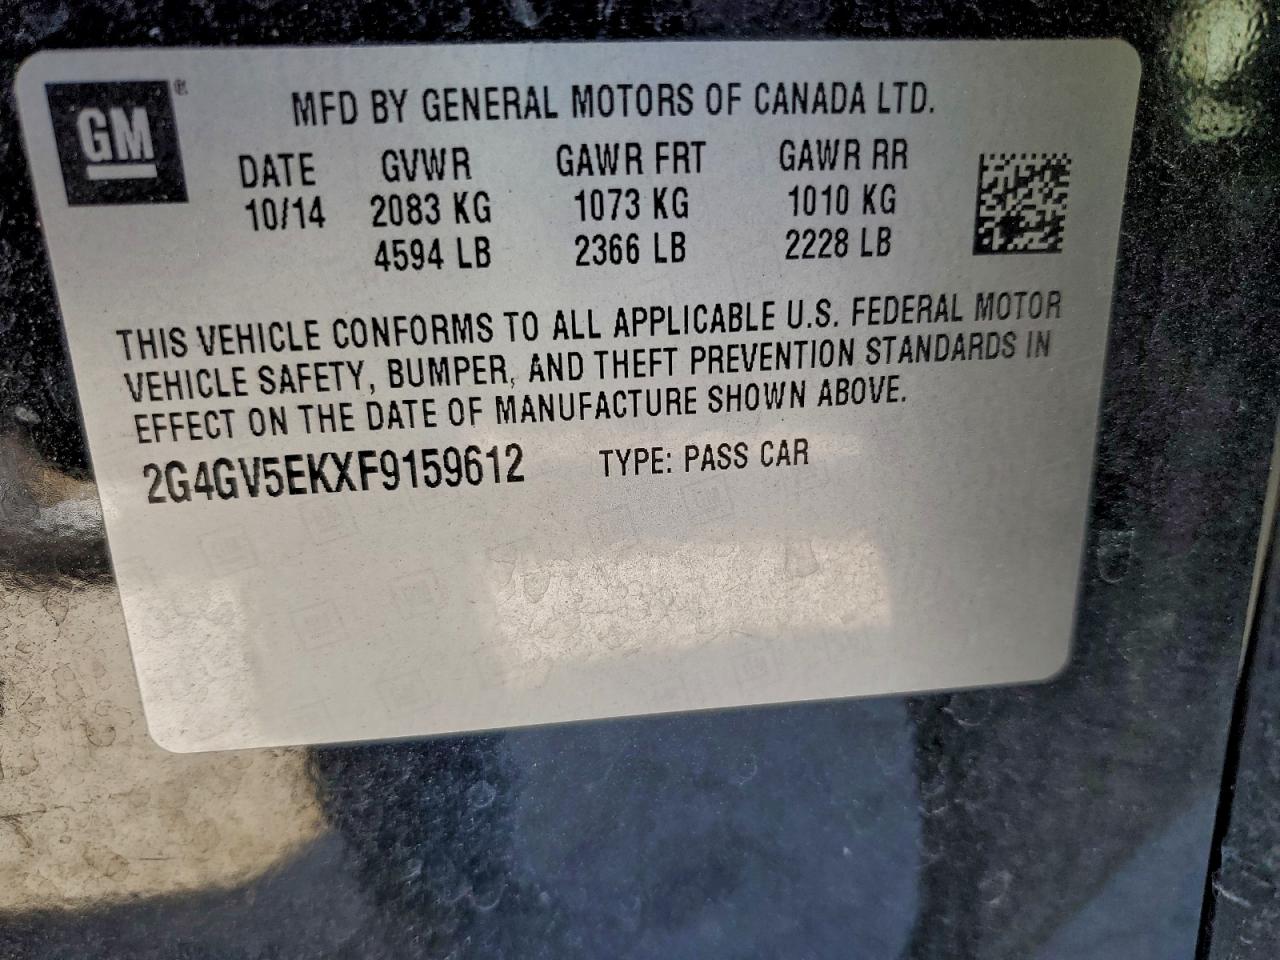 GM®
MFD BY GENERAL MOTORS OF CANADA LTD.
DATE GVWR GAWR FRT GAWR RR
10/14 2083 KG 1073 KG 1010 KG
4594 LB 2366 LB 2228 LB
THIS VEHICLE CONFORMS TO ALL APPLICABLE U.S. FEDERAL MOTOR
VEHICLE SAFETY, BUMPER, AND THEFT PREVENTION STANDARDS IN
EFFECT ON THE DATE OF MANUFACTURE SHOWN ABOVE.
2G4GV5EKXF9159612 TYPE: PASS CAR